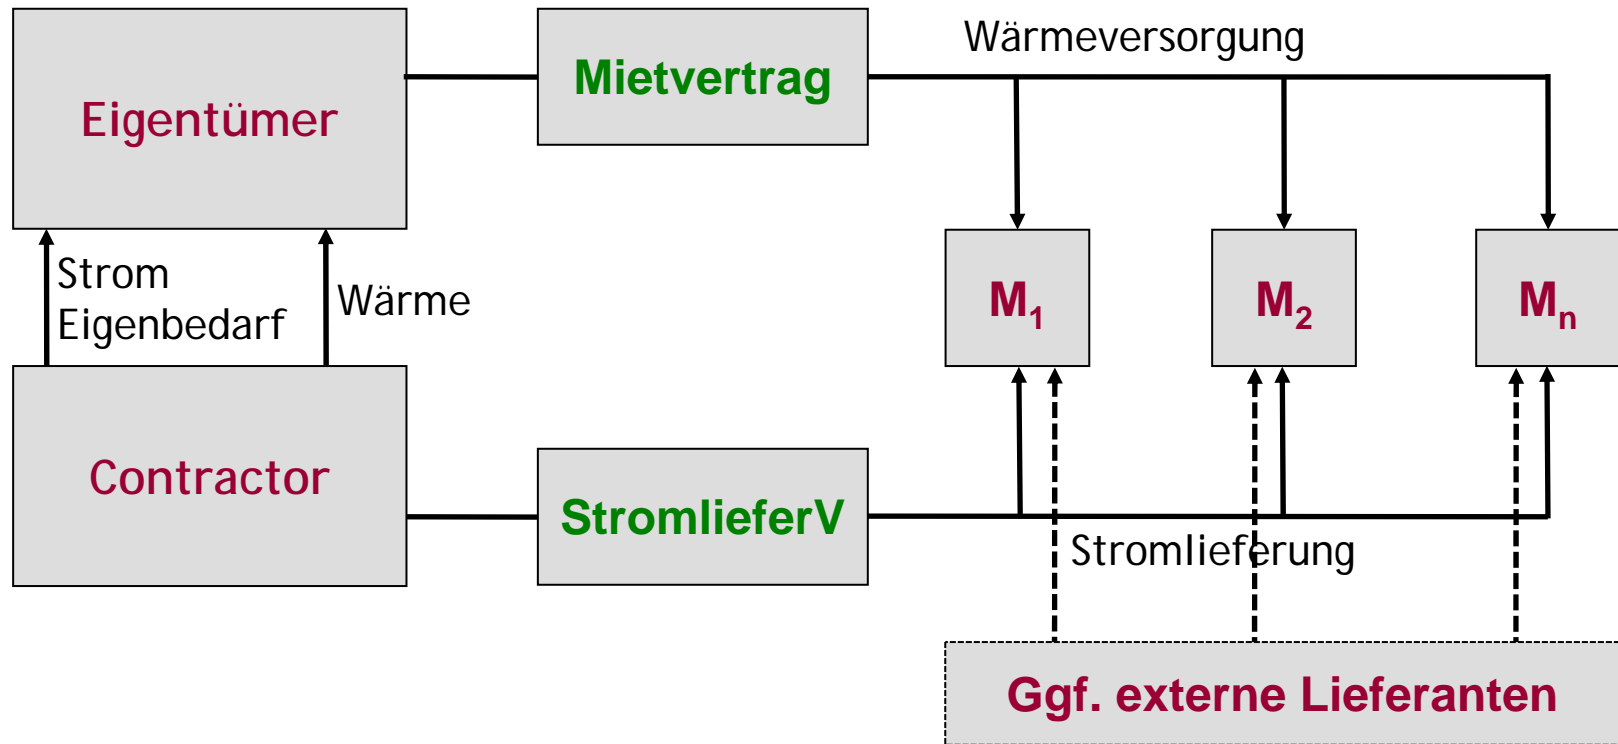 Wärmeversorgung
Mietvertrag
Eigentümer
Strom
Eigenbedarf
Wärme
M1
M2
Mn
Contractor
StromlieferV
Stromlieferung
Ggf. externe Lieferanten